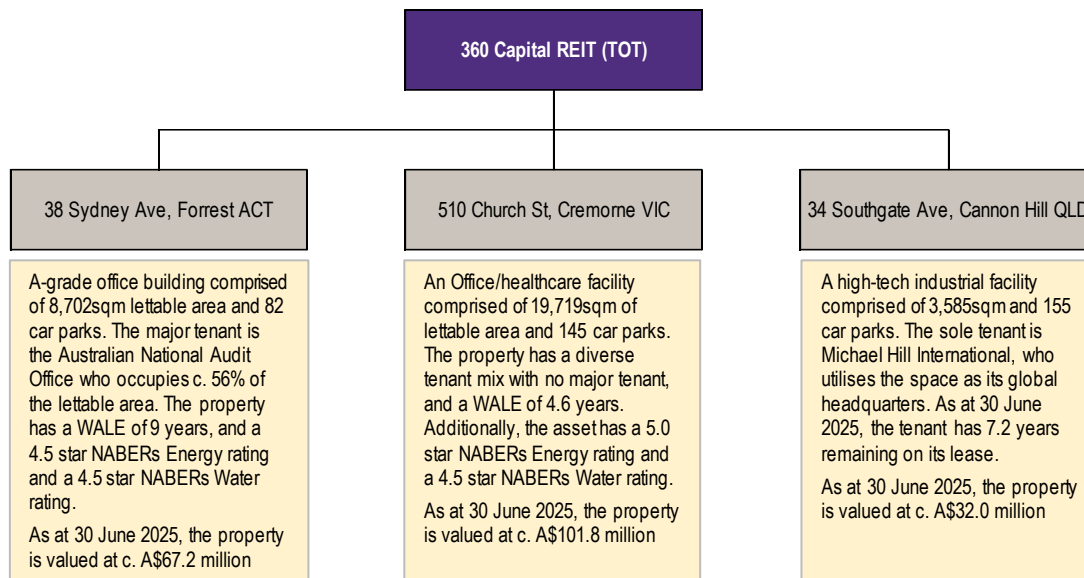 360 Capital REIT (TOT)
38 Sydney Ave, Forrest ACT
A-grade office building comprised
of 8,702sqm lettable area and 82
car parks. The major tenant is
the Australian National Audit
Office who occupies c. 56% of
the lettable area. The property
has a WALE of 9 years, and a
4.5 star NABERs Energy rating
and a 4.5 star NABERs Water
rating.
As at 30 June 2025, the property
is valued at c. A$67.2 million
510 Church St, Cremorne VIC
An Office/healthcare facility
comprised of 19,719sqm of
lettable area and 145 car parks.
The property has a diverse
tenant mix with no major tenant,
and a WALE of 4.6 years.
Additionally, the asset has a 5.0
star NABERs Energy rating and
a 4.5 star NABERs Water rating.
As at 30 June 2025, the property
is valued at c. A$101.8 million
34 Southgate Ave, Cannon Hill QLD
A high-tech industrial facility
comprised of 3,585sqm and 155
car parks. The sole tenant is
Michael Hill International, who
utilises the space as its global
headquarters. As at 30 June
2025, the tenant has 7.2 years
remaining on its lease.
As at 30 June 2025, the property
is valued at c. A$32.0 million